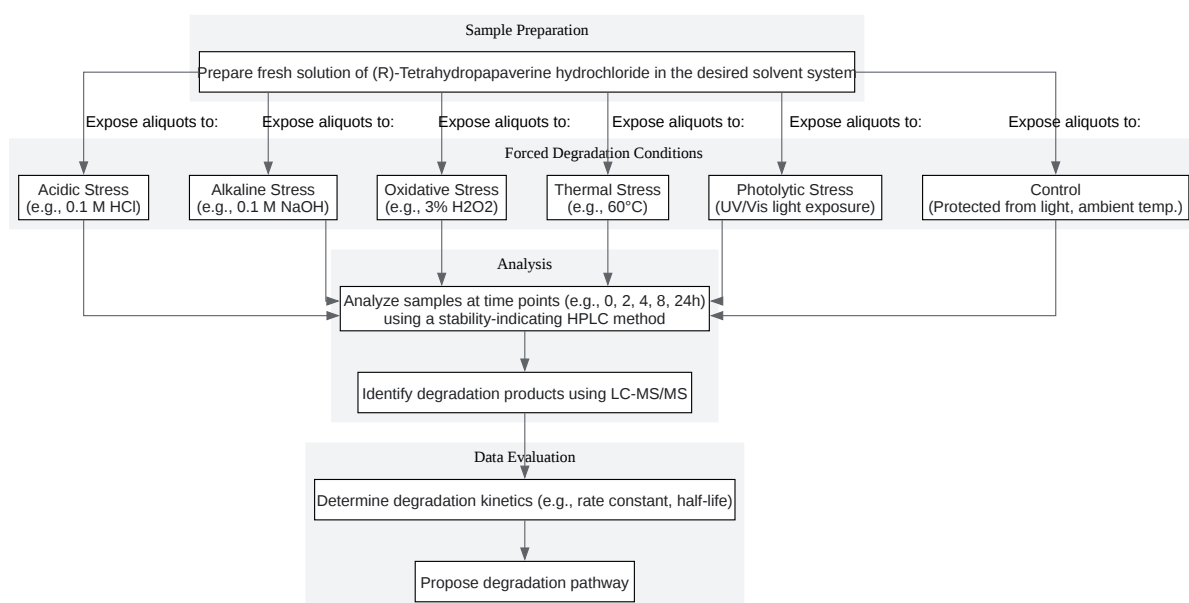 Sample Preparation
Prepare fresh solution of (R)-Tetrahydropapaverine hydrochloride in the desired solvent system
Expose aliquots to:
Expose aliquots to:
Expose aliquots to:
Expose aliquots to:
Expose aliquots to:
Expose aliquots to:
Forced Degradation Conditions
Acidic Stress
(e.g., 0.1 M HCl)
Alkaline Stress
(e.g., 0.1 M NaOH)
Oxidative Stress
(e.g., 3% H2O2)
Thermal Stress
(e.g., 60°C)
Photolytic Stress
(UV/Vis light exposure)
Control
(Protected from light, ambient temp.)
Analysis
Analyze samples at time points (e.g., 0, 2, 4, 8, 24h)
using a stability-indicating HPLC method
Identify degradation products using LC-MS/MS
Data Evaluation
Determine degradation kinetics (e.g., rate constant, half-life)
Propose degradation pathway